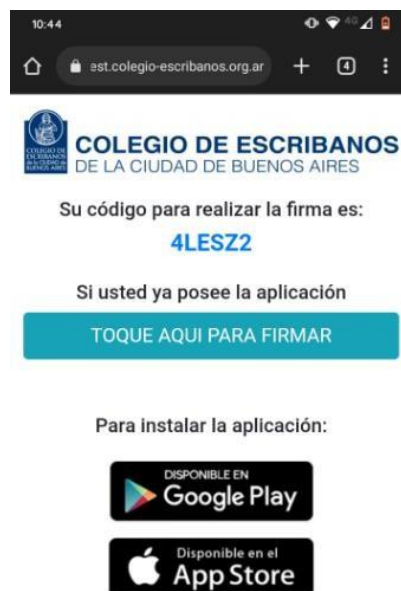 10:44
4G
est.colegio-escribanos.org.ar
4
COLEGIO DE ESCRIBANOS
DE LA CIUDAD DE BUENOS AIRES
Su código para realizar la firma es:
4LESZ2
Si usted ya posee la aplicación
TOQUE AQUI PARA FIRMAR
Para instalar la aplicación:
DISPONIBLE EN
Google Play
Disponible en el
App Store